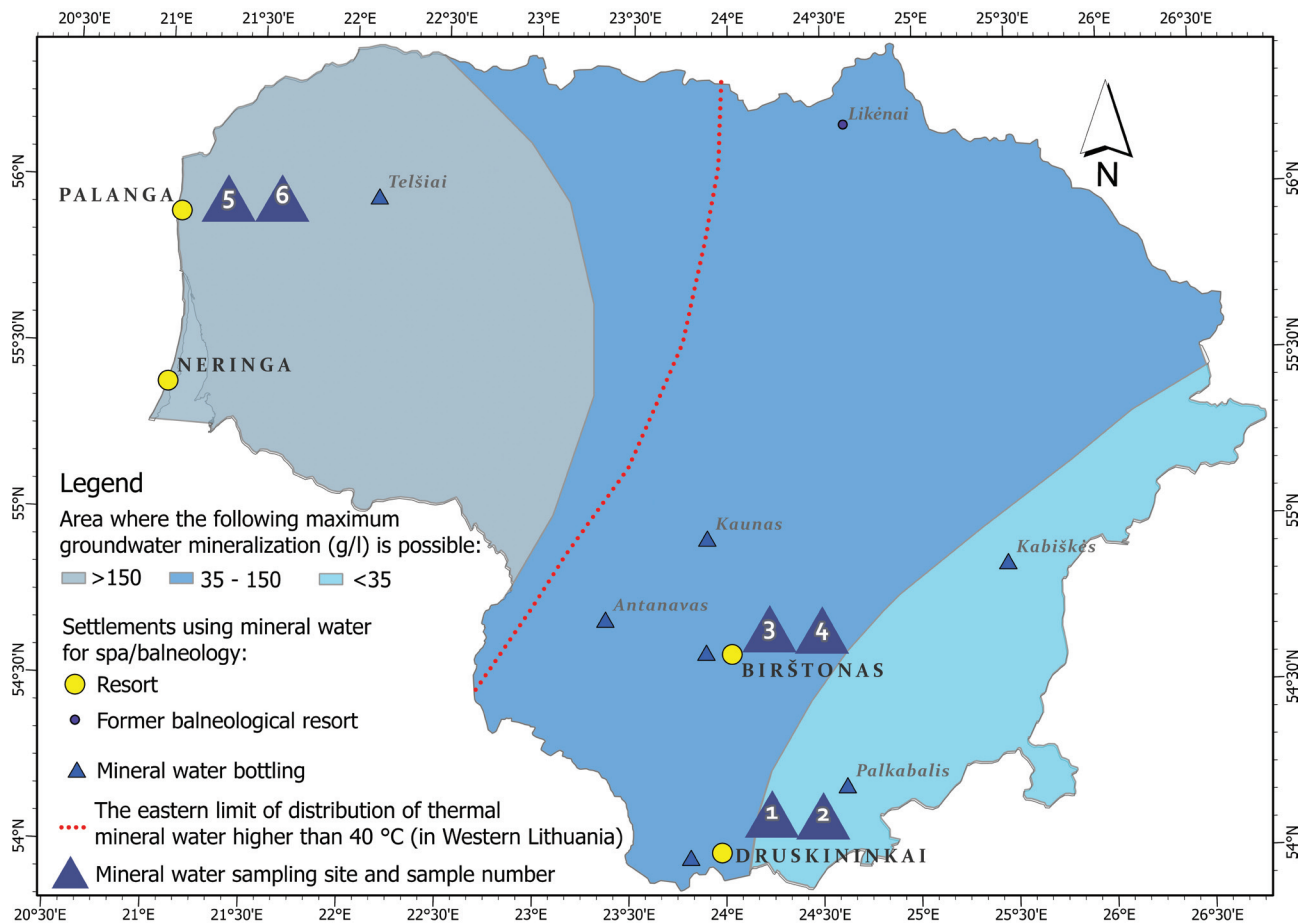 20°30'E 21°E 21°30'E 22°E 22°30'E 23°E 23°30'E 24°E 24°30'E 25°E 25°30'E 26°E 26°30'E
56°N
55°30'N
55°N
54°30'N
54°N
56°N
55°30'N
55°N
54°30'N
54°N
Likėnai
N
PALANGA
5
6
Telšiai
NERINGA
Kaunas
Kabiškės
Antanavas
3
4
BIRŠTONAS
Palkabalis
1
2
DRUSKININKAI
Legend
Area where the following maximum
groundwater mineralization (g/l) is possible:
>150 35 - 150 <35
Settlements using mineral water
for spa/balneology:
Resort
Former balneological resort
Mineral water bottling
The eastern limit of distribution of thermal
mineral water higher than 40 °C (in Western Lithuania)
Mineral water sampling site and sample number
20°30'E 21°E 21°30'E 22°E 22°30'E 23°E 23°30'E 24°E 24°30'E 25°E 25°30'E 26°E 26°30'E